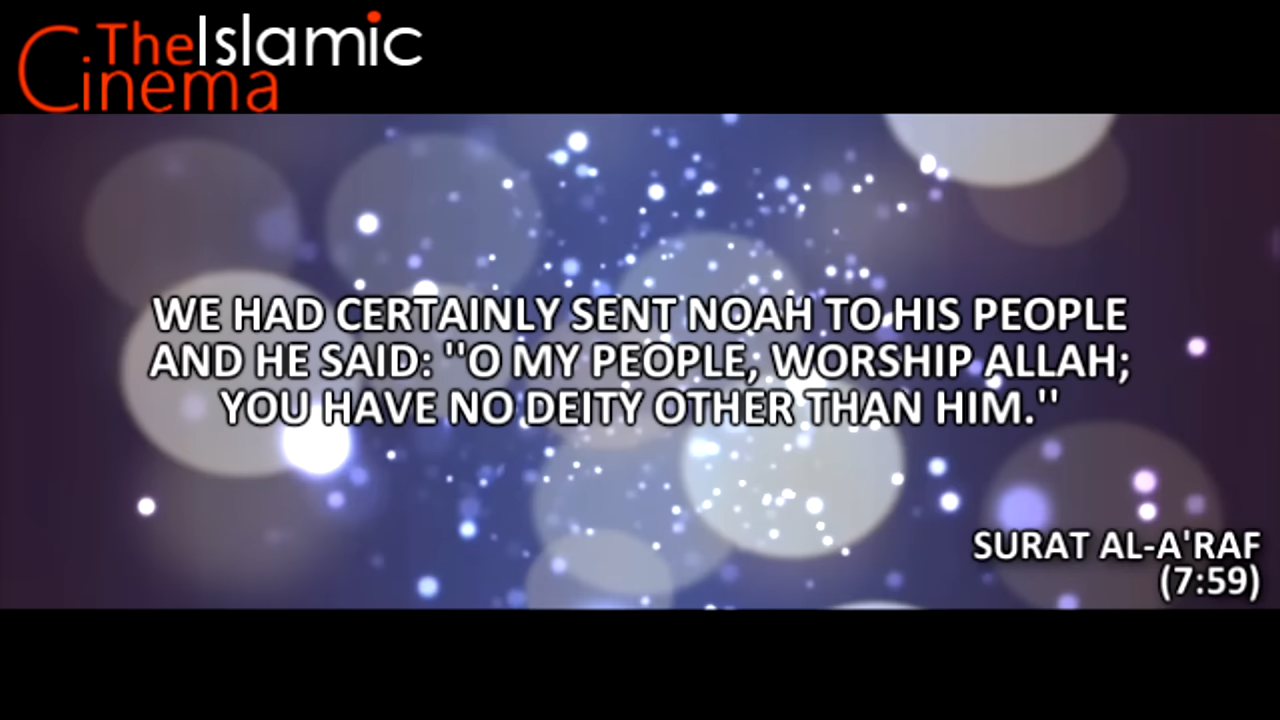 TheIslamic
Cinema
WE HAD CERTAINLY SENT NOAH TO HIS PEOPLE
AND HE SAID: "O MY PEOPLE, WORSHIP ALLAH;
YOU HAVE NO DEITY OTHER THAN HIM."
SURAT AL-A'RAF
(7:59)